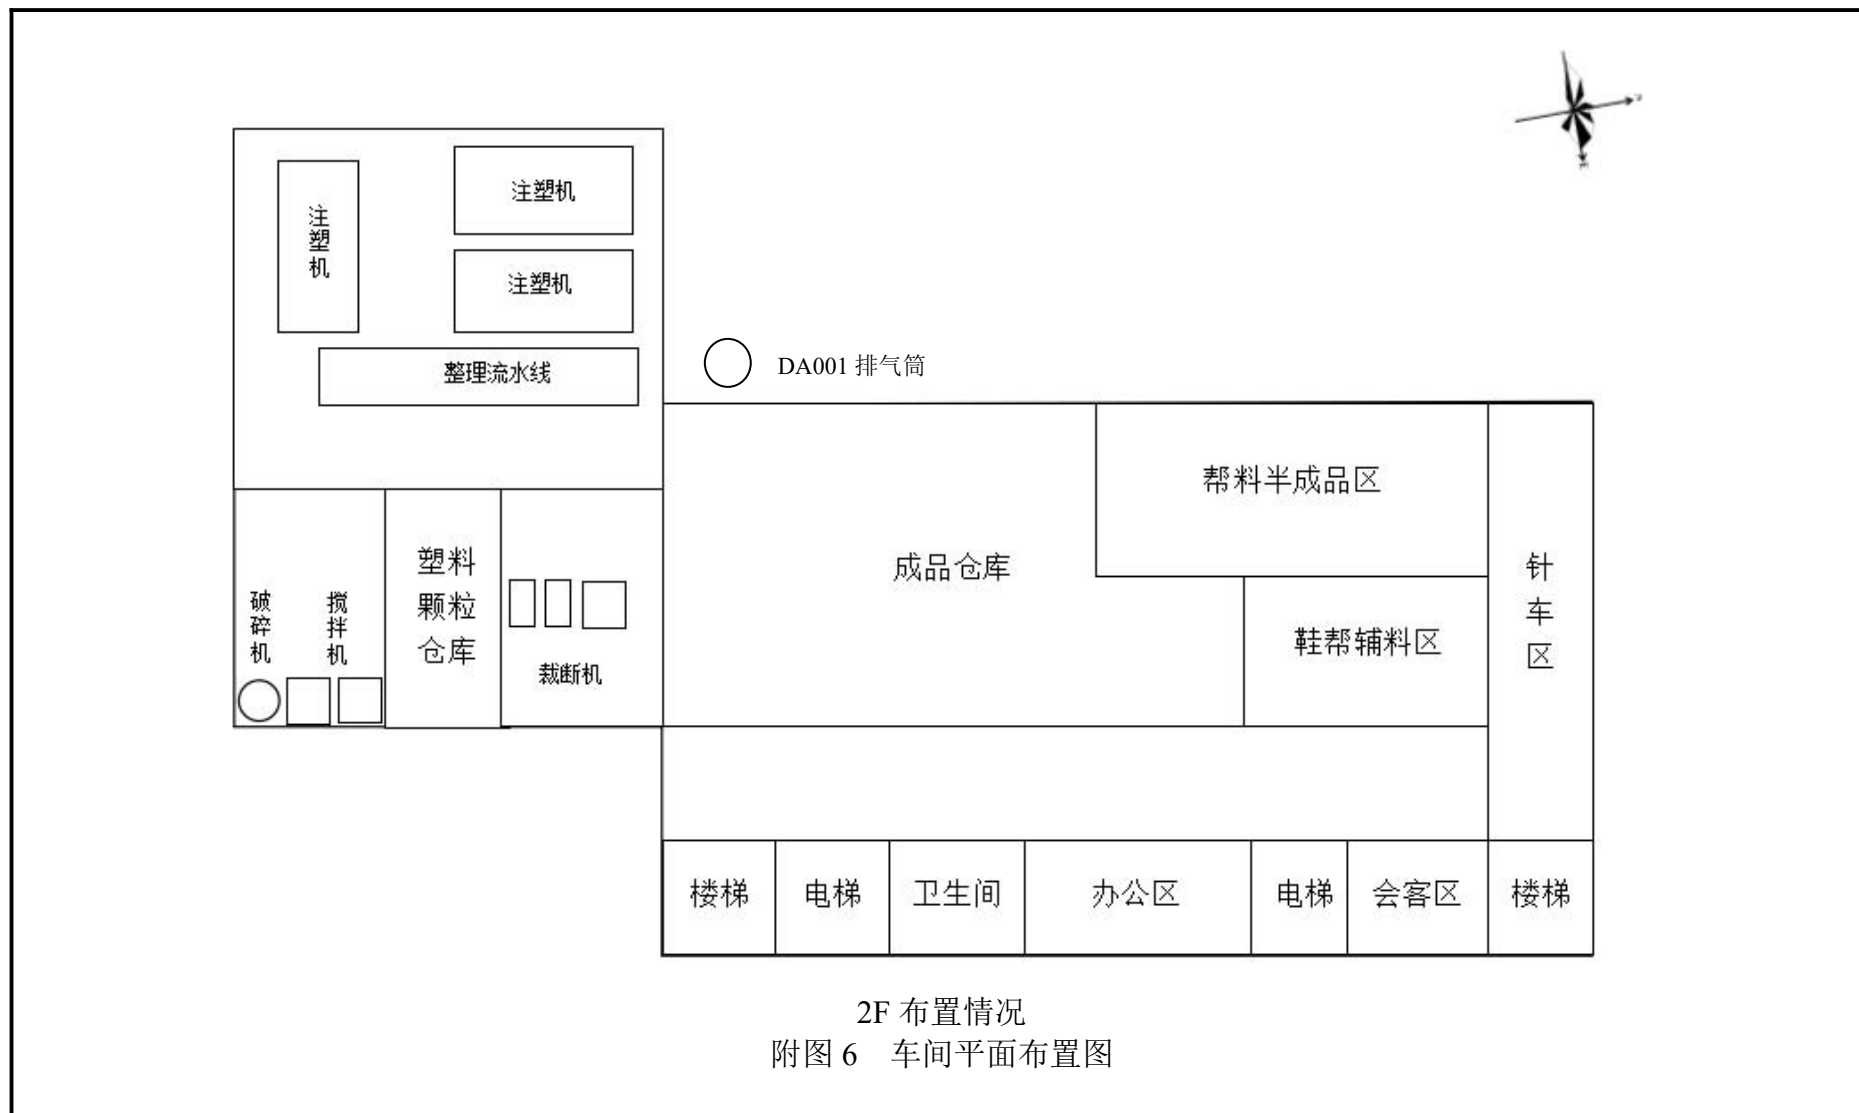 注塑机
注塑机
注塑机
整理流水线
DA001 排气筒
帮料半成品区
成品仓库
针车区
塑料
颗粒
仓库
破碎机
搅拌机
鞋帮辅料区
裁断机
楼梯
电梯
卫生间
办公区
电梯
会客区
楼梯
2F 布置情况
附图 6 车间平面布置图